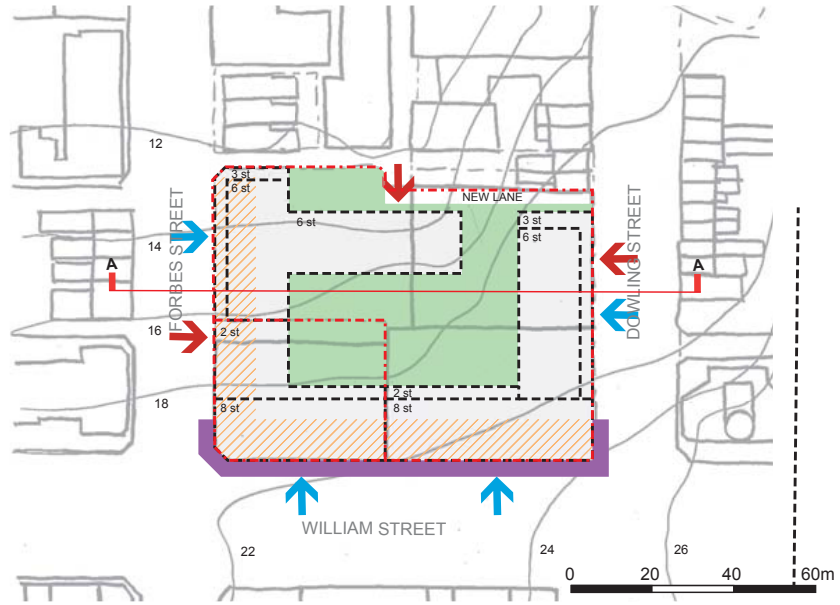 12
3 st
6 st
NEW LANE
6 st
3 st
6 st
14
A
A
FORBES STREET
DOWLING STREET
16
2 st
18
8 st
2 st
8 st
WILLIAM STREET
22
24
26
0 20 40 60m